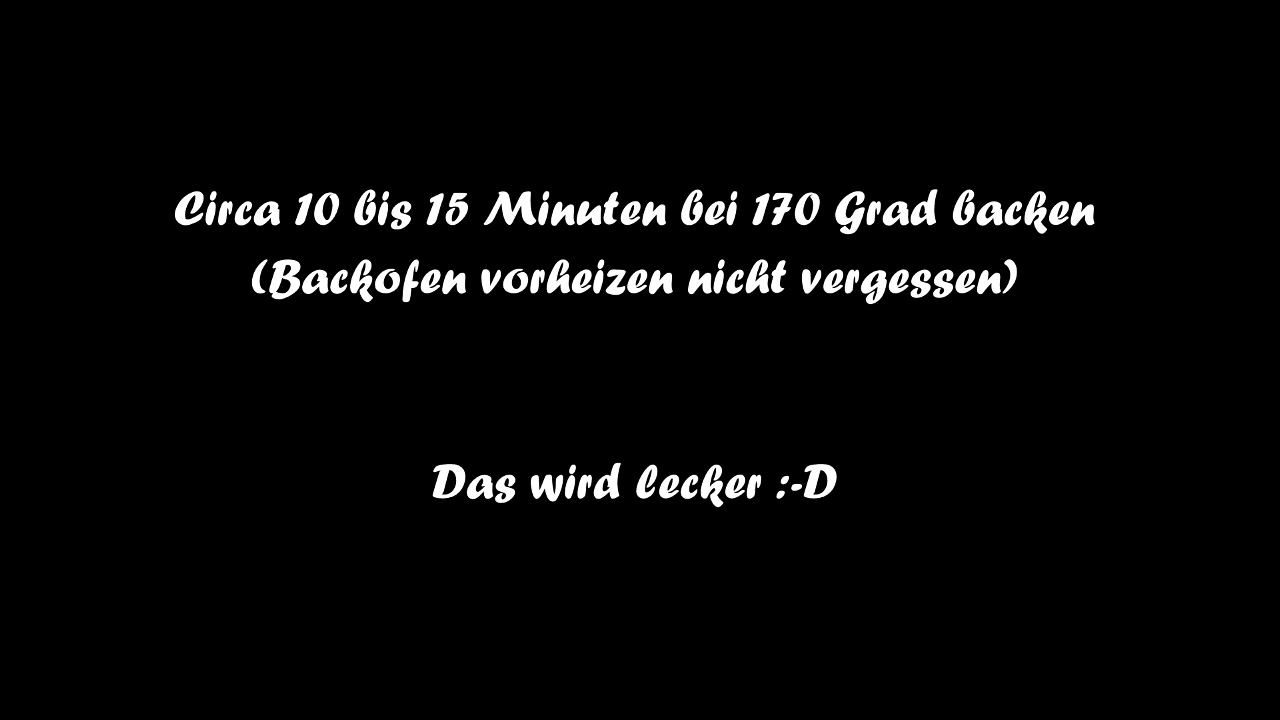 Circa 10 bis 15 Minuten bei 170 Grad backen
(Backofen vorheizen nicht vergessen)
Das wird lecker :-D